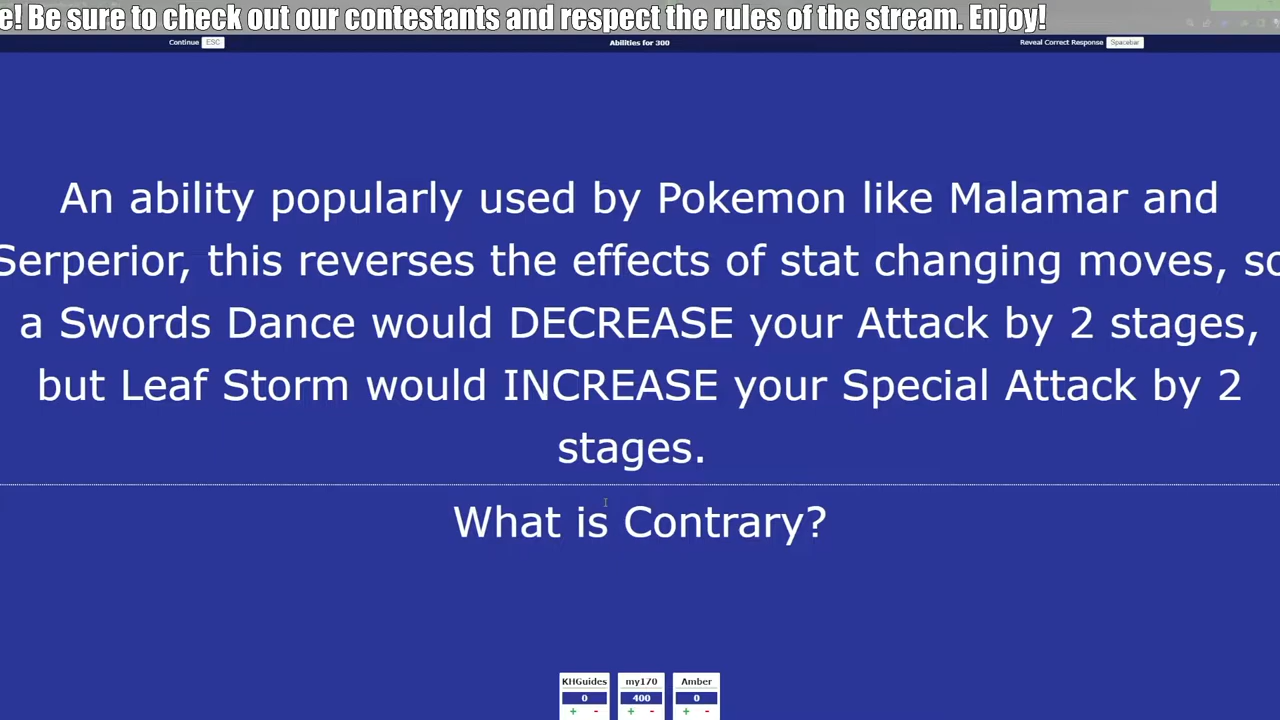 e! Be sure to check out our contestants and respect the rules of the stream. Enjoy!
Continue ESC
Abilities for 300
Reveal Correct Response Spacebar
An ability popularly used by Pokemon like Malamar and
Serperior, this reverses the effects of stat changing moves, so
a Swords Dance would DECREASE your Attack by 2 stages,
but Leaf Storm would INCREASE your Special Attack by 2
stages.
What is Contrary?
KHGuides my170 Amber
0 400 0
+ - + - + -